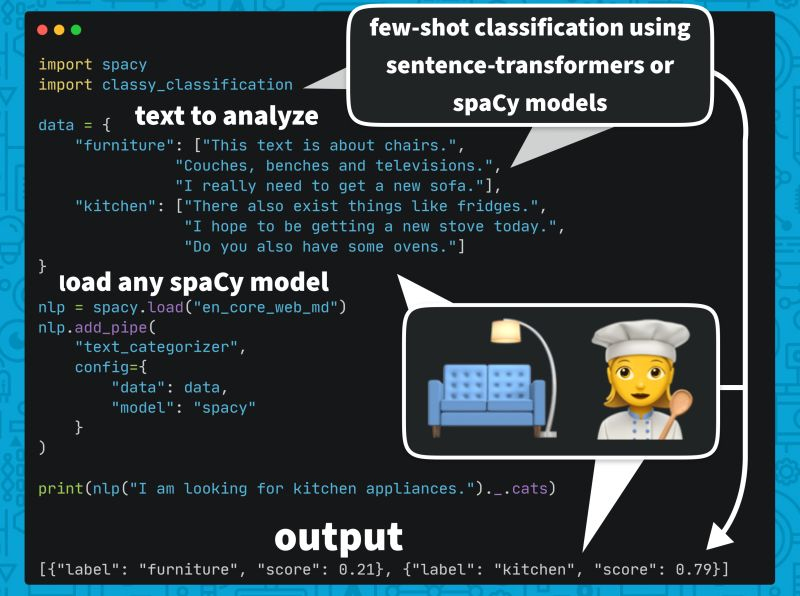 few-shot classification using
sentence-transformers or
spaCy models
import spacy
import classy_classification
text to analyze
data = {
    "furniture": ["This text is about chairs.",
               "Couches, benches and televisions.",
               "I really need to get a new sofa."],
    "kitchen": ["There also exist things like fridges.",
                "I hope to be getting a new stove today.",
                "Do you also have some ovens."]
}
load any spaCy model
nlp = spacy.load("en_core_web_md")
nlp.add_pipe(
    "text_categorizer",
    config={
        "data": data,
        "model": "spacy"
    }
)
print(nlp("I am looking for kitchen appliances.")._.cats)
output
[{"label": "furniture", "score": 0.21}, {"label": "kitchen", "score": 0.79}]